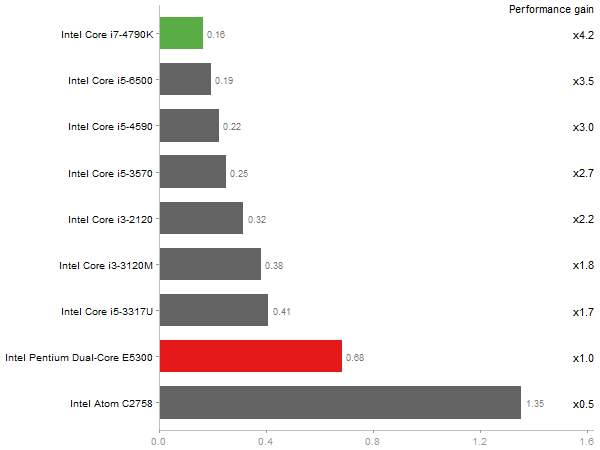 Performance gain
Intel Core i7-4790K 0.16 x4.2
Intel Core i5-6500 0.19 x3.5
Intel Core i5-4590 0.22 x3.0
Intel Core i5-3570 0.25 x2.7
Intel Core i3-2120 0.32 x2.2
Intel Core i3-3120M 0.38 x1.8
Intel Core i5-3317U 0.41 x1.7
Intel Pentium Dual-Core E5300 0.68 x1.0
Intel Atom C2758 1.35 x0.5
0.0 0.4 0.8 1.2 1.6